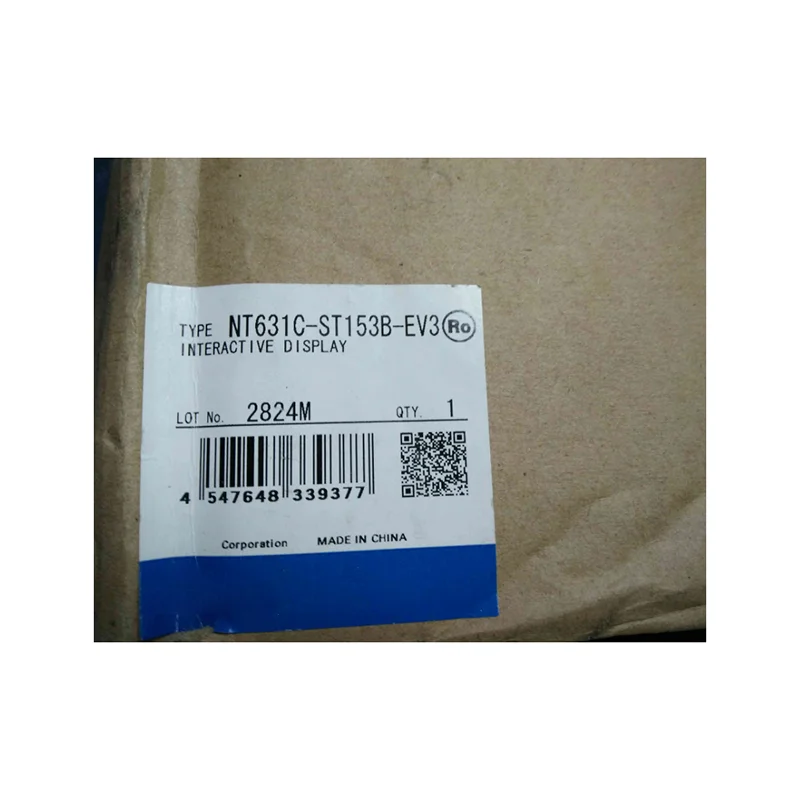 TYPE NT631C-ST153B-EV3 Ro
INTERACTIVE DISPLAY
LOT No. 2824M QTY. 1
4 547648 339377
Corporation MADE IN CHINA